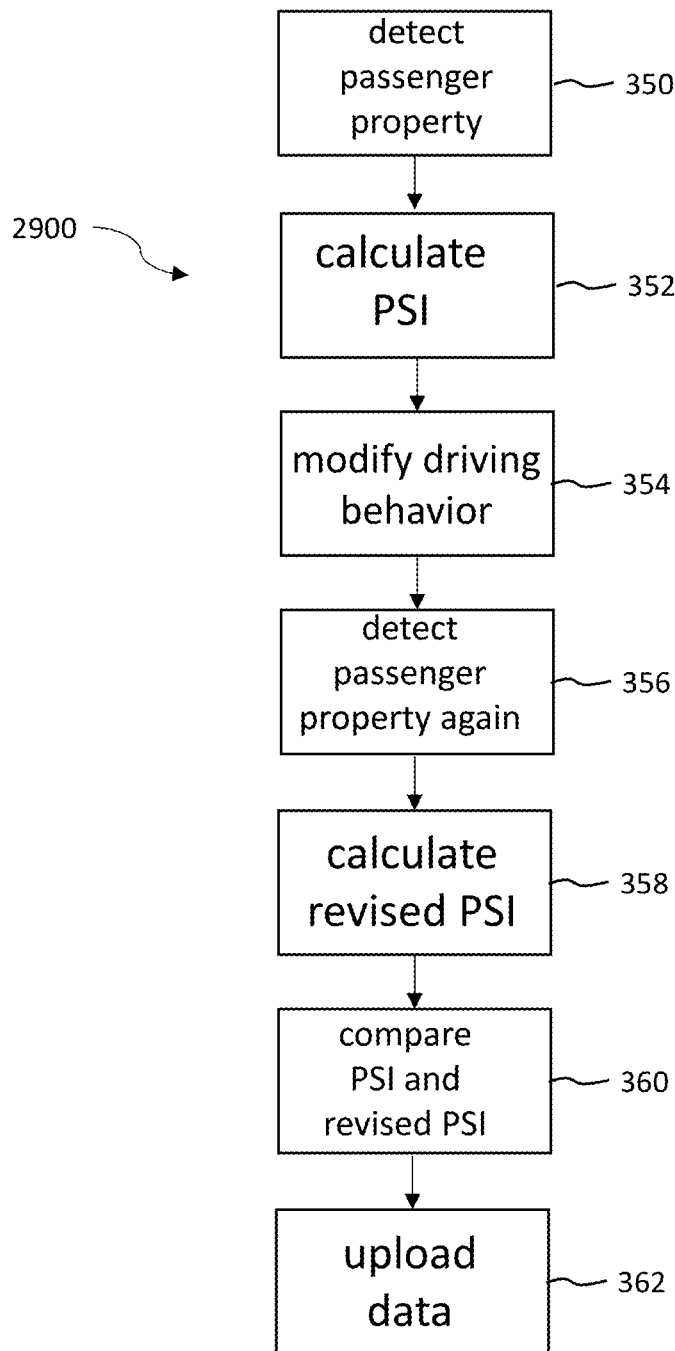 detect
passenger
property
350
2900
calculate
PSI
352
modify driving
behavior
354
detect
passenger
property again
356
calculate
revised PSI
358
compare
PSI and
revised PSI
360
upload
data
362